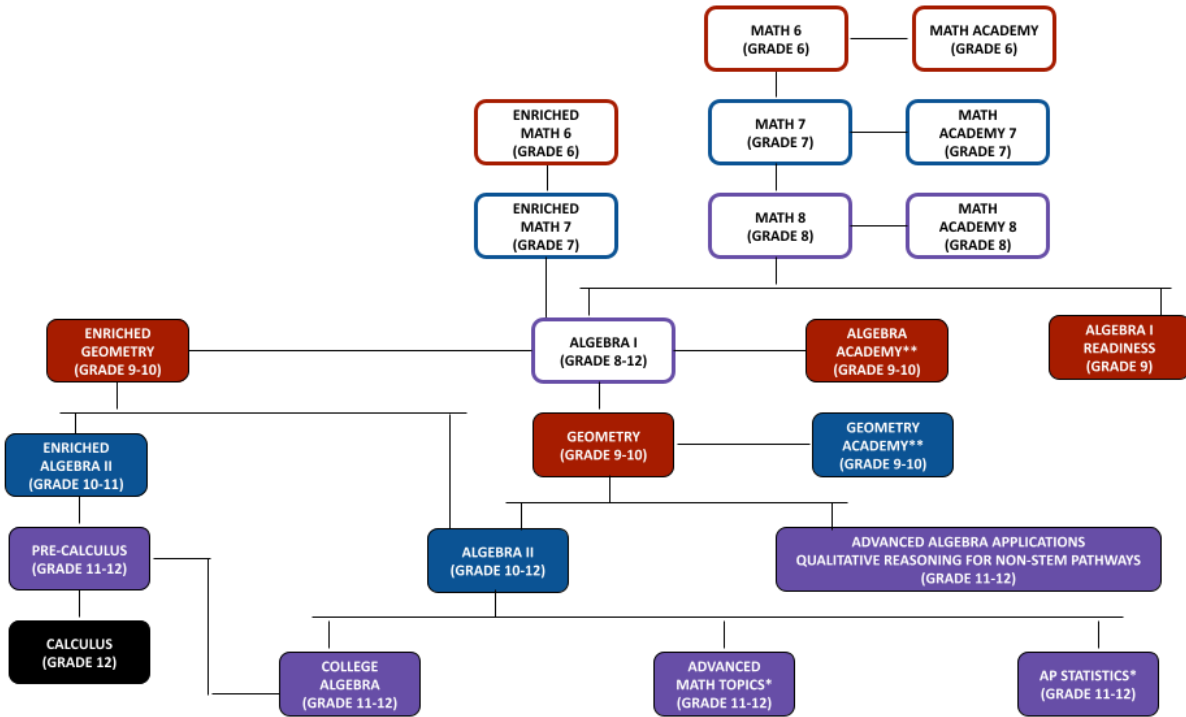 MATH 6
(GRADE 6)
MATH ACADEMY
(GRADE 6)
ENRICHED
MATH 6
(GRADE 6)
MATH 7
(GRADE 7)
MATH
ACADEMY 7
(GRADE 7)
ENRICHED
MATH 7
(GRADE 7)
MATH 8
(GRADE 8)
MATH
ACADEMY 8
(GRADE 8)
ENRICHED
GEOMETRY
(GRADE 9-10)
ALGEBRA I
(GRADE 8-12)
ALGEBRA
ACADEMY**
(GRADE 9-10)
ALGEBRA I
READINESS
(GRADE 9)
ENRICHED
ALGEBRA II
(GRADE 10-11)
GEOMETRY
(GRADE 9-10)
GEOMETRY
ACADEMY**
(GRADE 9-10)
PRE-CALCULUS
(GRADE 11-12)
ALGEBRA II
(GRADE 10-12)
ADVANCED ALGEBRA APPLICATIONS
QUALITATIVE REASONING FOR NON-STEM PATHWAYS
(GRADE 11-12)
CALCULUS
(GRADE 12)
COLLEGE
ALGEBRA
(GRADE 11-12)
ADVANCED
MATH TOPICS*
(GRADE 11-12)
AP STATISTICS*
(GRADE 11-12)